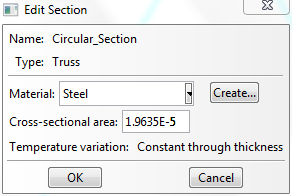 Edit Section
Name: Circular_Section
Type: Truss
Material: Steel Create...
Cross-sectional area: 1.9635E-5
Temperature variation: Constant through thickness
OK Cancel